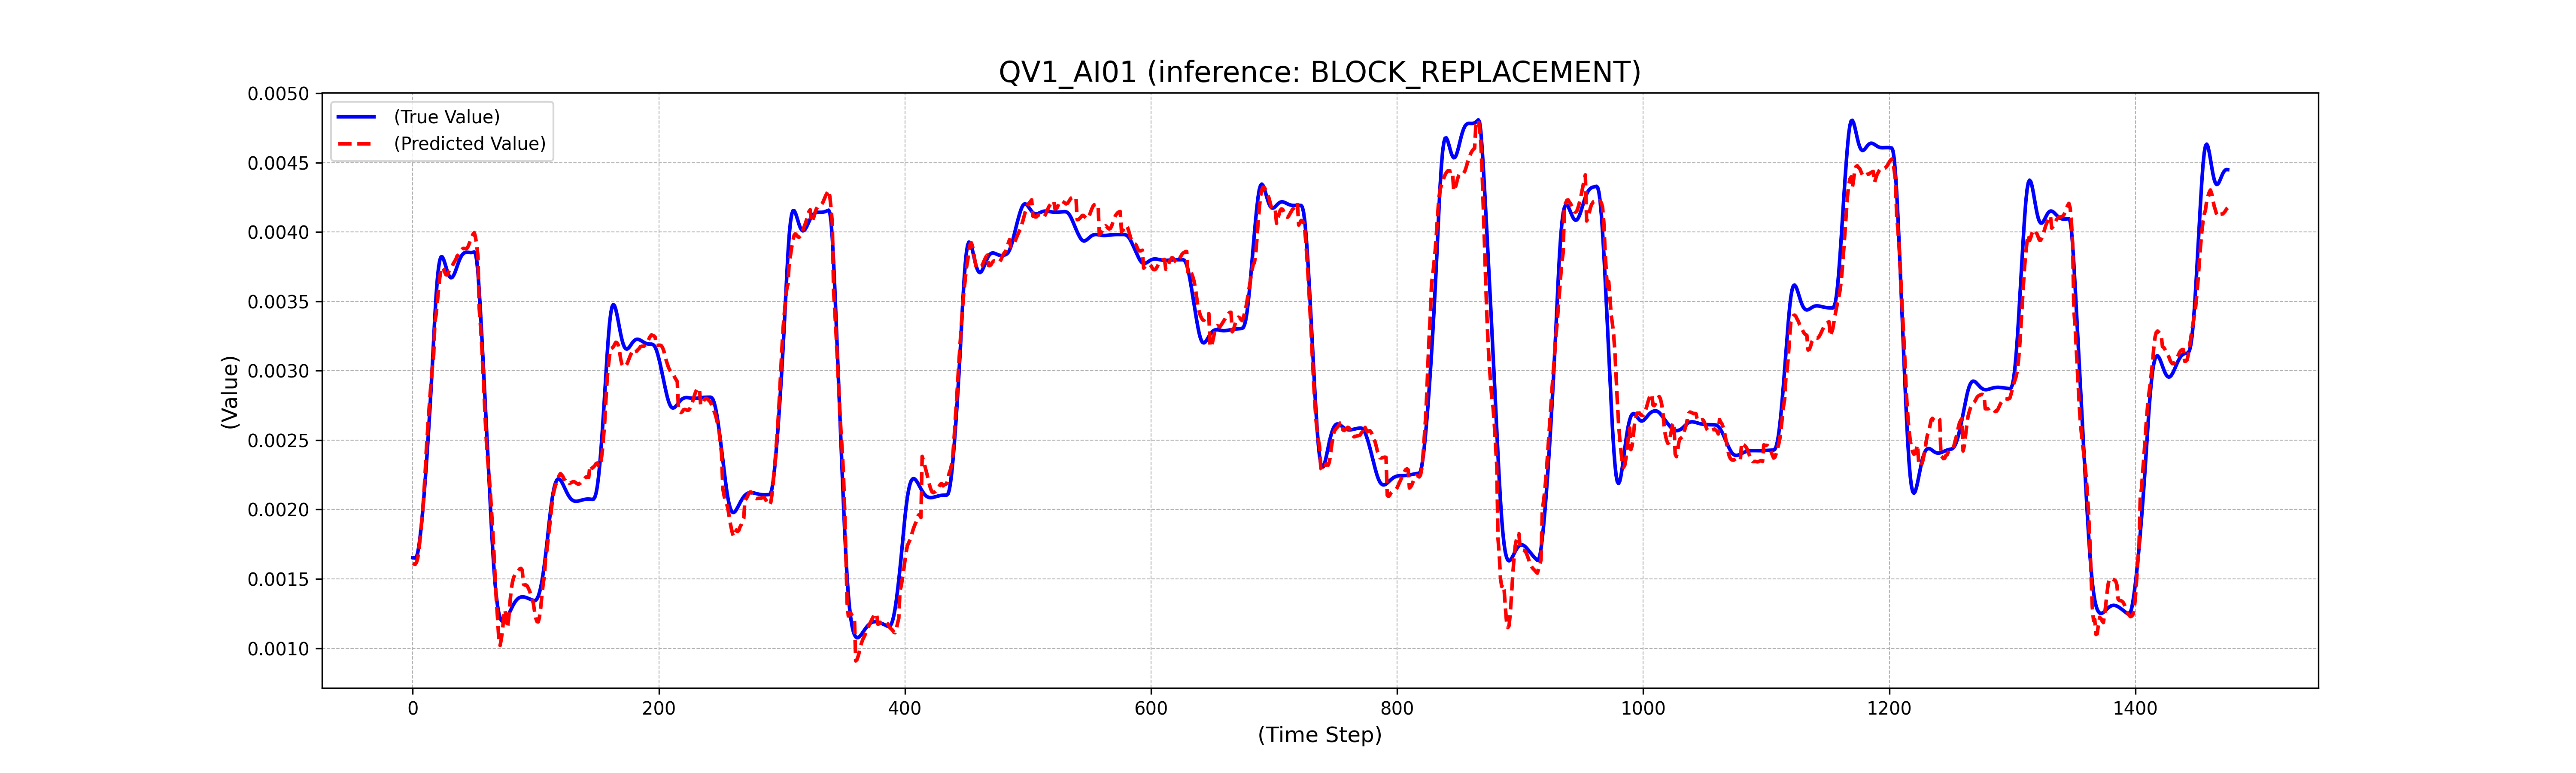 QV1_AI01 (inference: BLOCK_REPLACEMENT)
(True Value)
(Predicted Value)
(Value)
0.0050
0.0045
0.0040
0.0035
0.0030
0.0025
0.0020
0.0015
0.0010
0 200 400 600 800 1000 1200 1400
(Time Step)